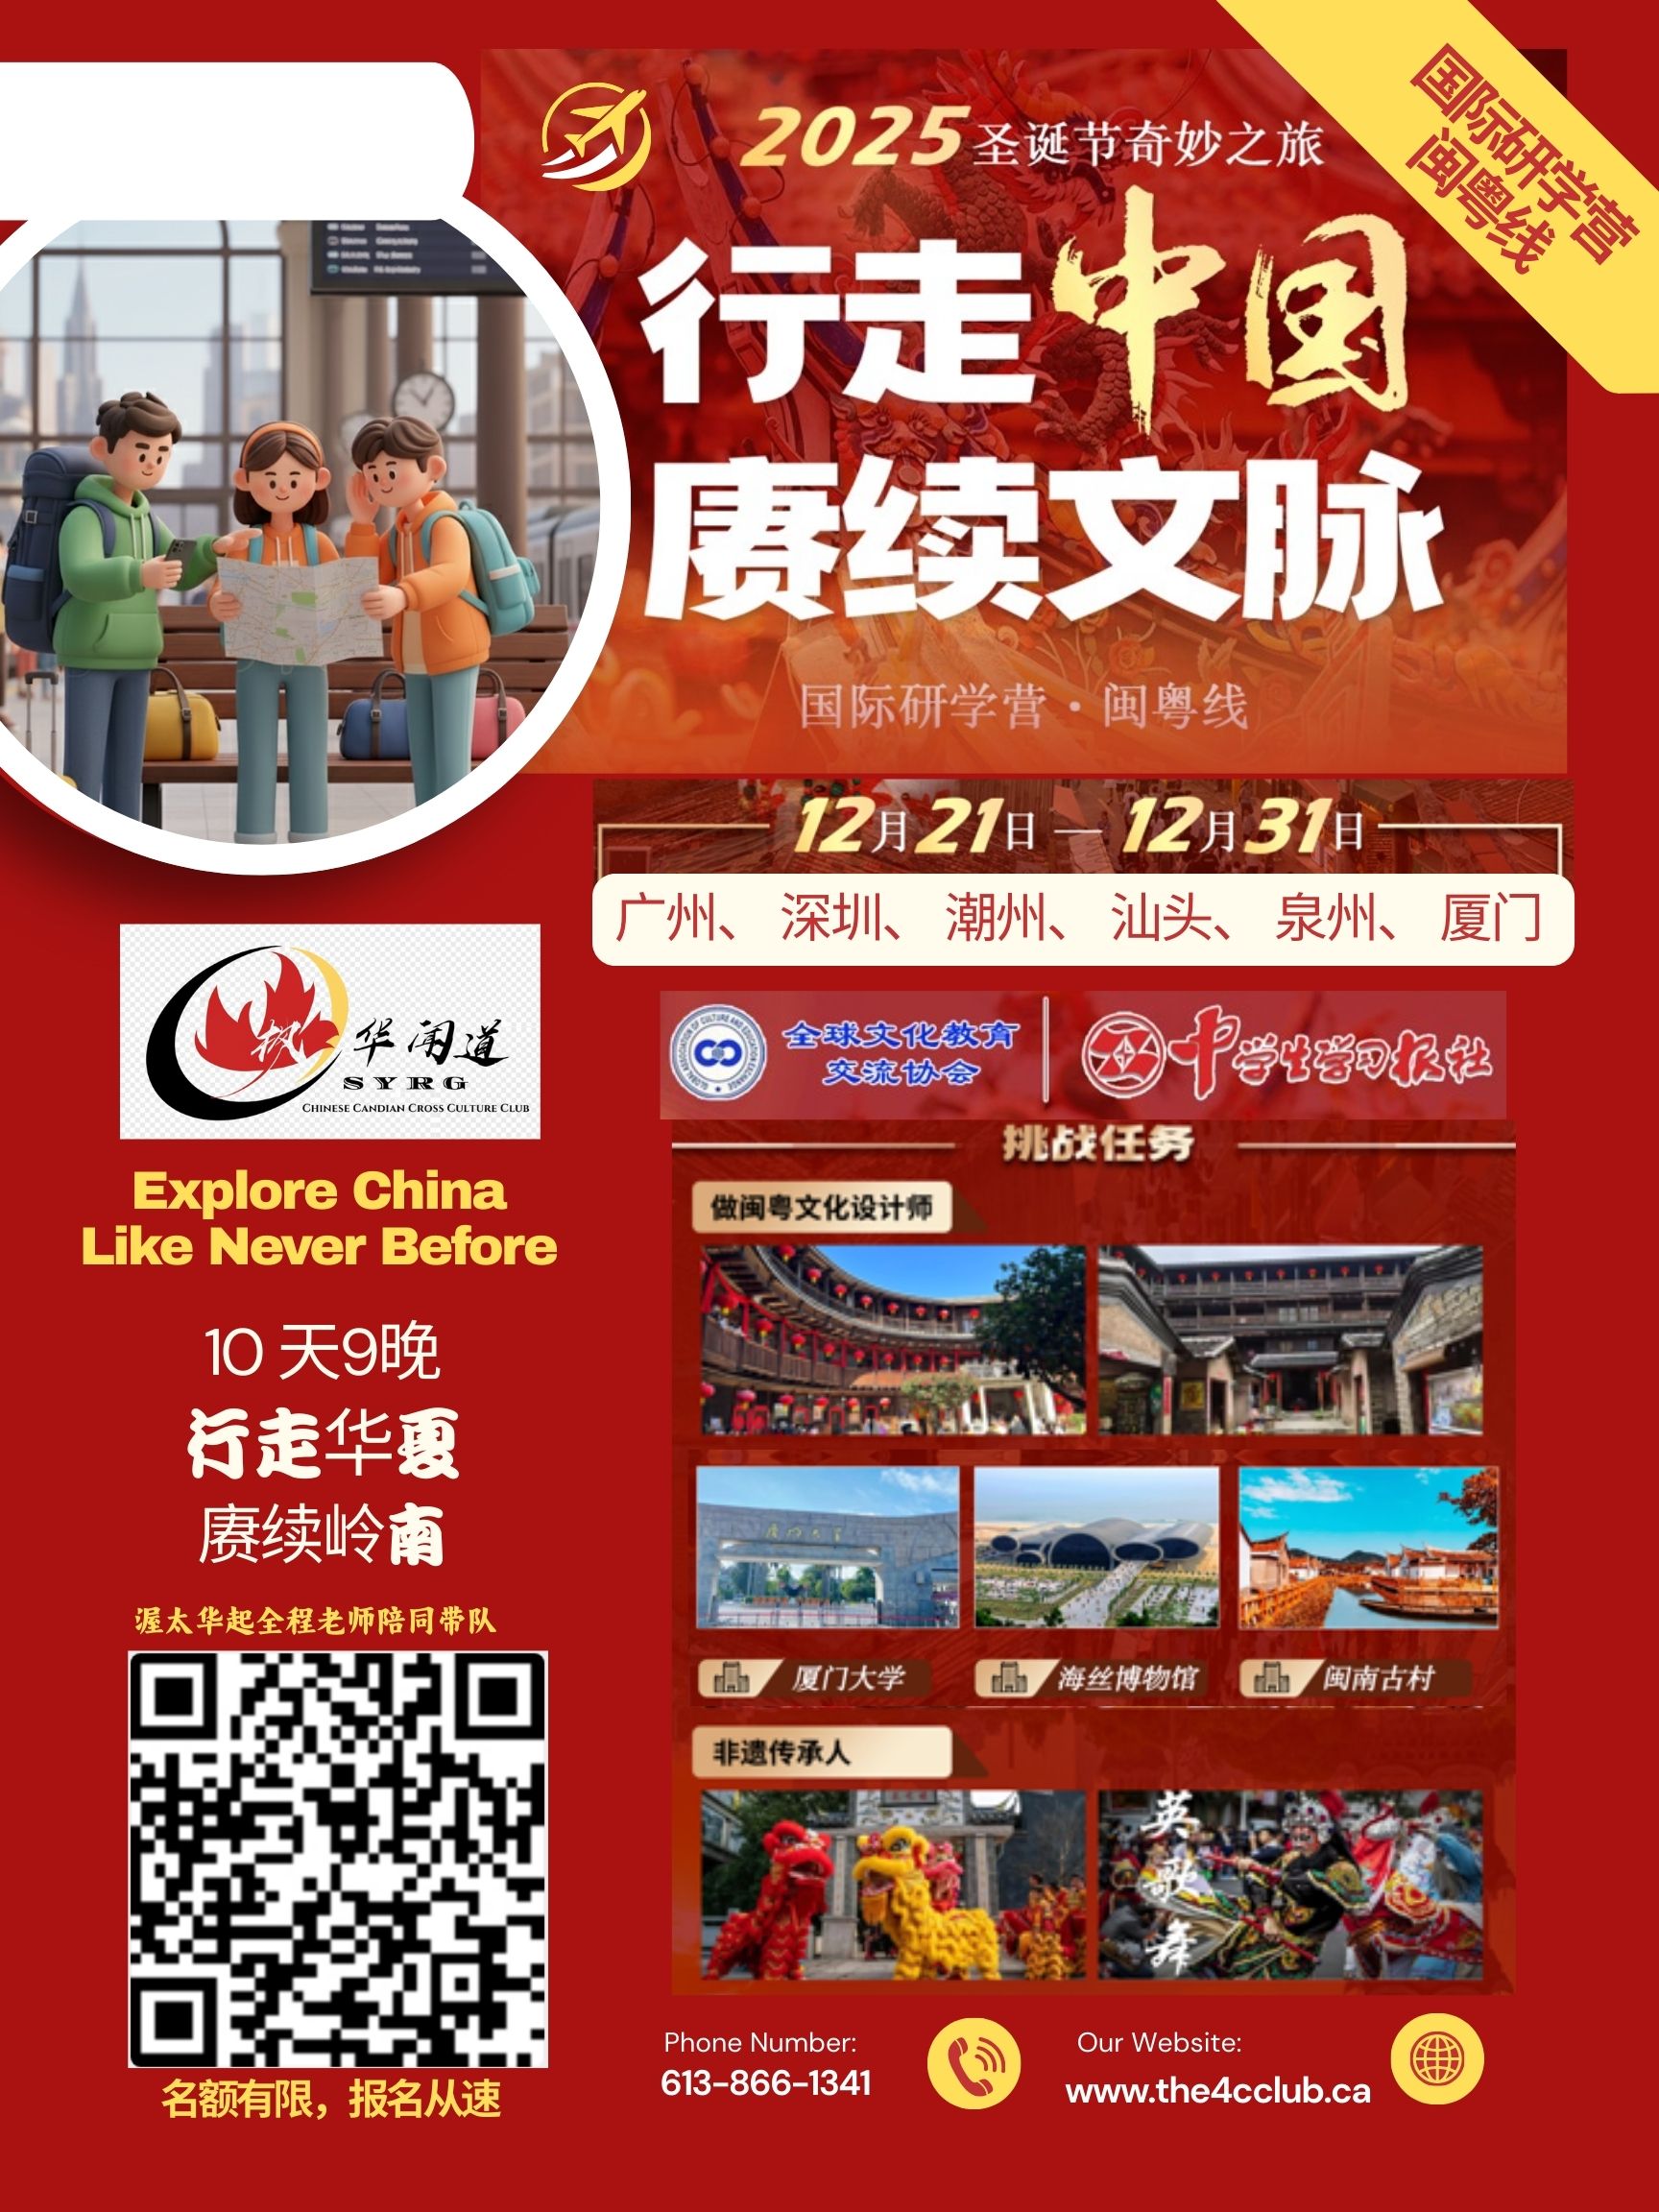 国际研学营
闽粤线
2025圣诞节奇妙之旅
行走中国
赓续文脉
国际研学营·闽粤线
12月21日—12月31日
广州、深圳、潮州、汕头、泉州、厦门
枫华闻道
SYRG
CHINESE CANDIAN CROSS CULTURE CLUB
全球文化教育
交流协会
中学生学习报社
挑战任务
做闽粤文化设计师
Explore China
Like Never Before
10 天9晚
行走华夏
赓续岭南
渥太华起全程老师陪同带队
厦门大学
厦门大学
海丝博物馆
闽南古村
非遗传承人
英
歌
舞
名额有限，报名从速
Phone Number:
613-866-1341
Our Website:
www.the4cclub.ca